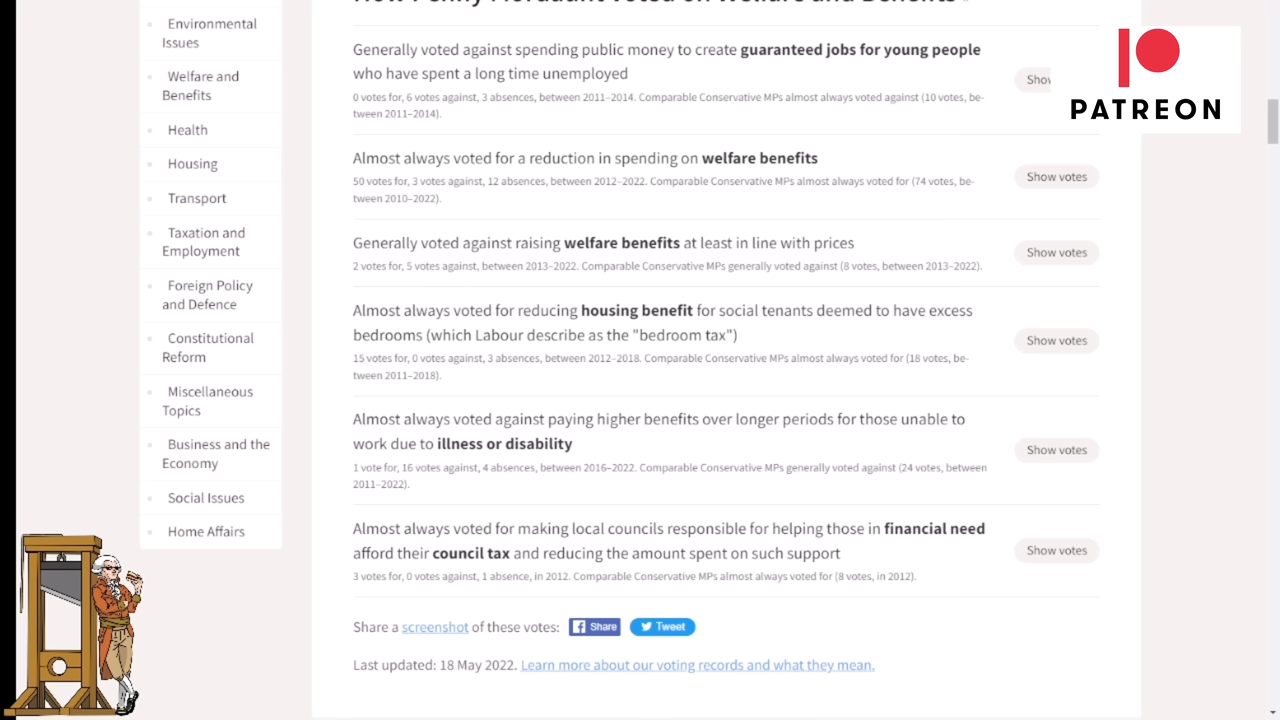 How Penny Mordaunt voted on Welfare and Benefits
Environmental
Issues
Welfare and
Benefits
Health
Housing
Transport
Taxation and
Employment
Foreign Policy
and Defence
Constitutional
Reform
Miscellaneous
Topics
Business and the
Economy
Social Issues
Home Affairs
Generally voted against spending public money to create guaranteed jobs for young people
who have spent a long time unemployed
0 votes for, 6 votes against, 3 absences, between 2011–2014. Comparable Conservative MPs almost always voted against (10 votes, be-
tween 2011–2014).
Show
PATREON
Almost always voted for a reduction in spending on welfare benefits
50 votes for, 3 votes against, 12 absences, between 2012–2022. Comparable Conservative MPs almost always voted for (74 votes, be-
tween 2010–2022).
Show votes
Generally voted against raising welfare benefits at least in line with prices
2 votes for, 5 votes against, between 2013–2022. Comparable Conservative MPs generally voted against (8 votes, between 2013–2022).
Show votes
Almost always voted for reducing housing benefit for social tenants deemed to have excess
bedrooms (which Labour describe as the "bedroom tax")
15 votes for, 0 votes against, 3 absences, between 2012–2018. Comparable Conservative MPs almost always voted for (18 votes, be-
tween 2011–2018).
Show votes
Almost always voted against paying higher benefits over longer periods for those unable to
work due to illness or disability
1 vote for, 16 votes against, 4 absences, between 2016–2022. Comparable Conservative MPs generally voted against (24 votes, between
2011–2022).
Show votes
Almost always voted for making local councils responsible for helping those in financial need
afford their council tax and reducing the amount spent on such support
3 votes for, 0 votes against, 1 absence, in 2012. Comparable Conservative MPs almost always voted for (8 votes, in 2012).
Show votes
Share a screenshot of these votes: Share Tweet
Last updated: 18 May 2022. Learn more about our voting records and what they mean.